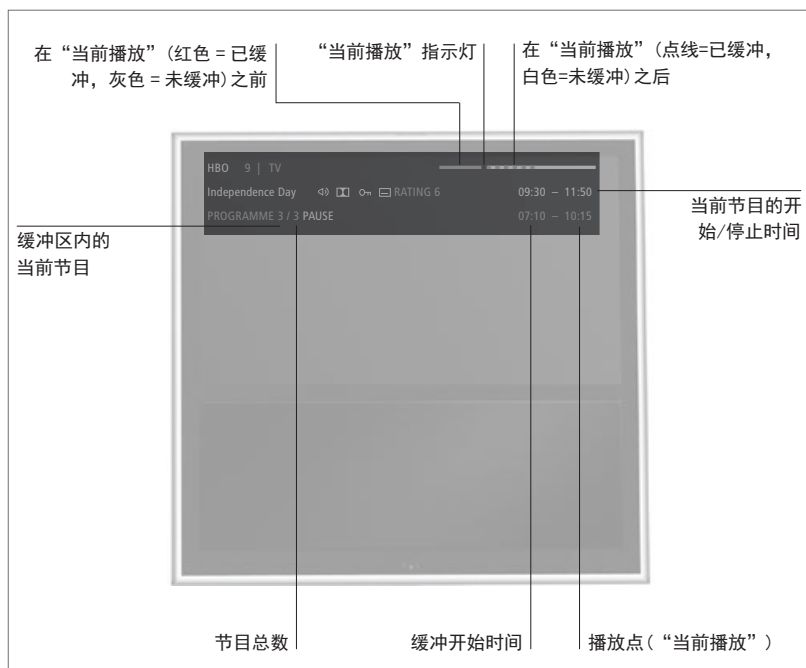 在“当前播放”（红色 = 已缓
冲，灰色 = 未缓冲）之前
“当前播放”指示灯
在“当前播放”（点线=已缓冲，
白色=未缓冲）之后
HBO 9 | TV
Independence Day RATING 6 09:30 – 11:50
PROGRAMME 3 / 3 PAUSE 07:10 – 10:15
当前节目的开
始/停止时间
缓冲区内的
当前节目
节目总数
缓冲开始时间
播放点（“当前播放”）